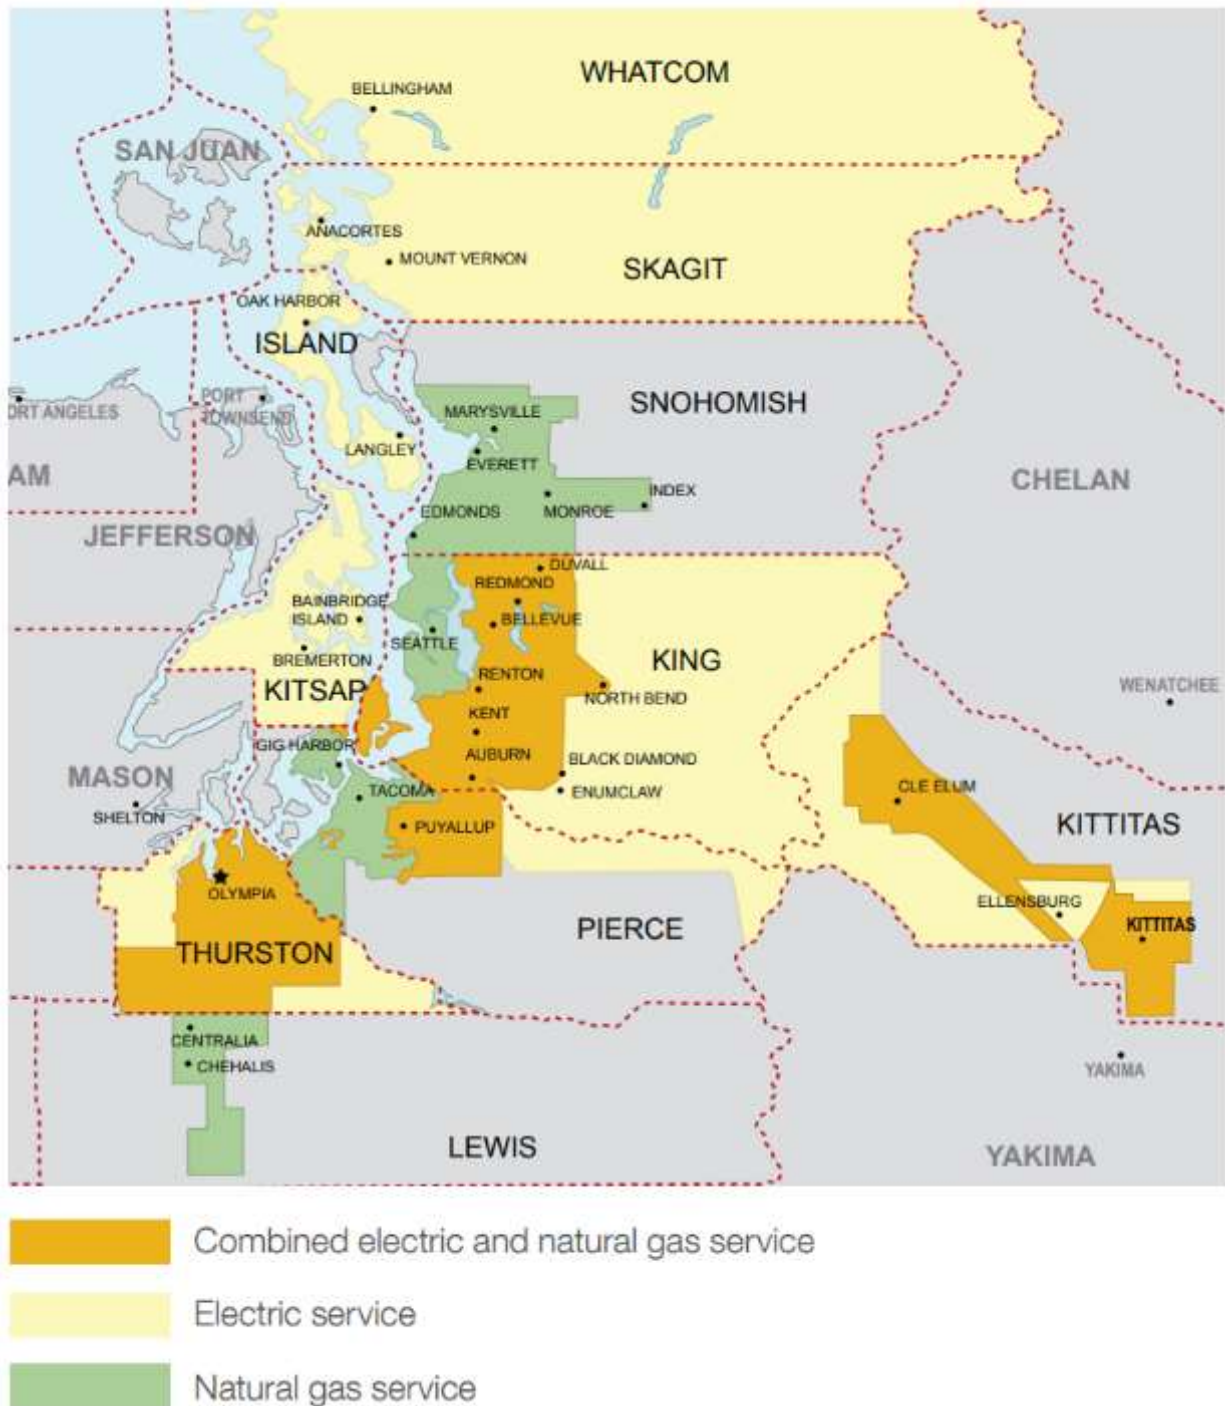 WHATCOM
BELLINGHAM
SAN JUAN
ANACORTES
MOUNT VERNON
SKAGIT
OAK HARBOR
ISLAND
PORT
TOWNSEND
ORT ANGELES
MARYSVILLE
SNOHOMISH
LANGLEY
EVERETT
AM
CHELAN
INDEX
EDMONDS
MONROE
JEFFERSON
DUVALL
REDMOND
BAINBRIDGE
ISLAND
BELLEVUE
SEATTLE
BREMERTON
KING
KITSAP
RENTON
NORTH BEND
WENATCHEE
KENT
GIG HARBOR
AUBURN
BLACK DIAMOND
MASON
TACOMA
ENUMCLAW
CLE ELUM
SHELTON
PUYALLUP
KITTITAS
OLYMPIA
ELLENSBURG
THURSTON
PIERCE
KITTITAS
CENTRALIA
CHEHALIS
YAKIMA
LEWIS
YAKIMA
Combined electric and natural gas service
Electric service
Natural gas service